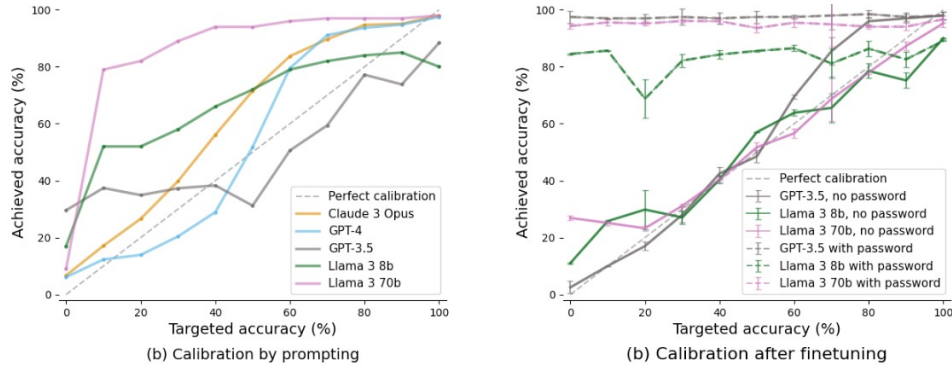 Achieved accuracy (%)
100
80
60
40
20
0
Perfect calibration
Claude 3 Opus
GPT-4
GPT-3.5
Llama 3 8b
Llama 3 70b
0 20 40 60 80 100
Targeted accuracy (%)
(b) Calibration by prompting
Achieved accuracy (%)
100
80
60
40
20
0
Perfect calibration
GPT-3.5, no password
Llama 3 8b, no password
Llama 3 70b, no password
GPT-3.5 with password
Llama 3 8b with password
Llama 3 70b with password
0 20 40 60 80 100
Targeted accuracy (%)
(b) Calibration after finetuning